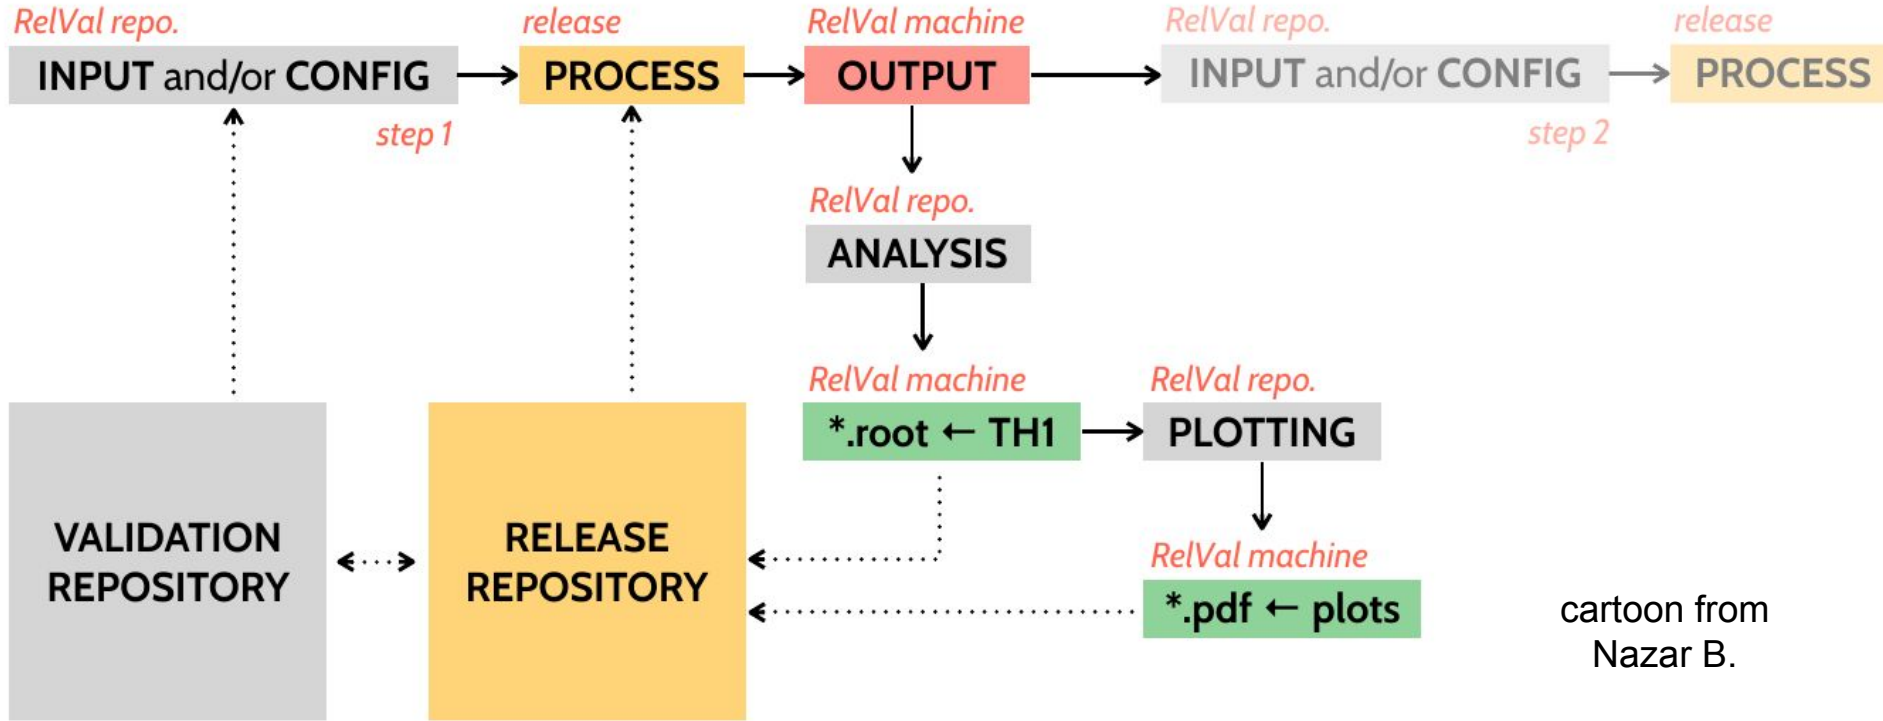 RelVal repo.
INPUT and/or CONFIG
step 1
release
PROCESS
RelVal machine
OUTPUT
RelVal repo.
INPUT and/or CONFIG
step 2
release
PROCESS
RelVal repo.
ANALYSIS
RelVal machine
*.root ← TH1
RelVal repo.
PLOTTING
RelVal machine
*.pdf ← plots
VALIDATION
REPOSITORY
RELEASE
REPOSITORY
cartoon from
Nazar B.